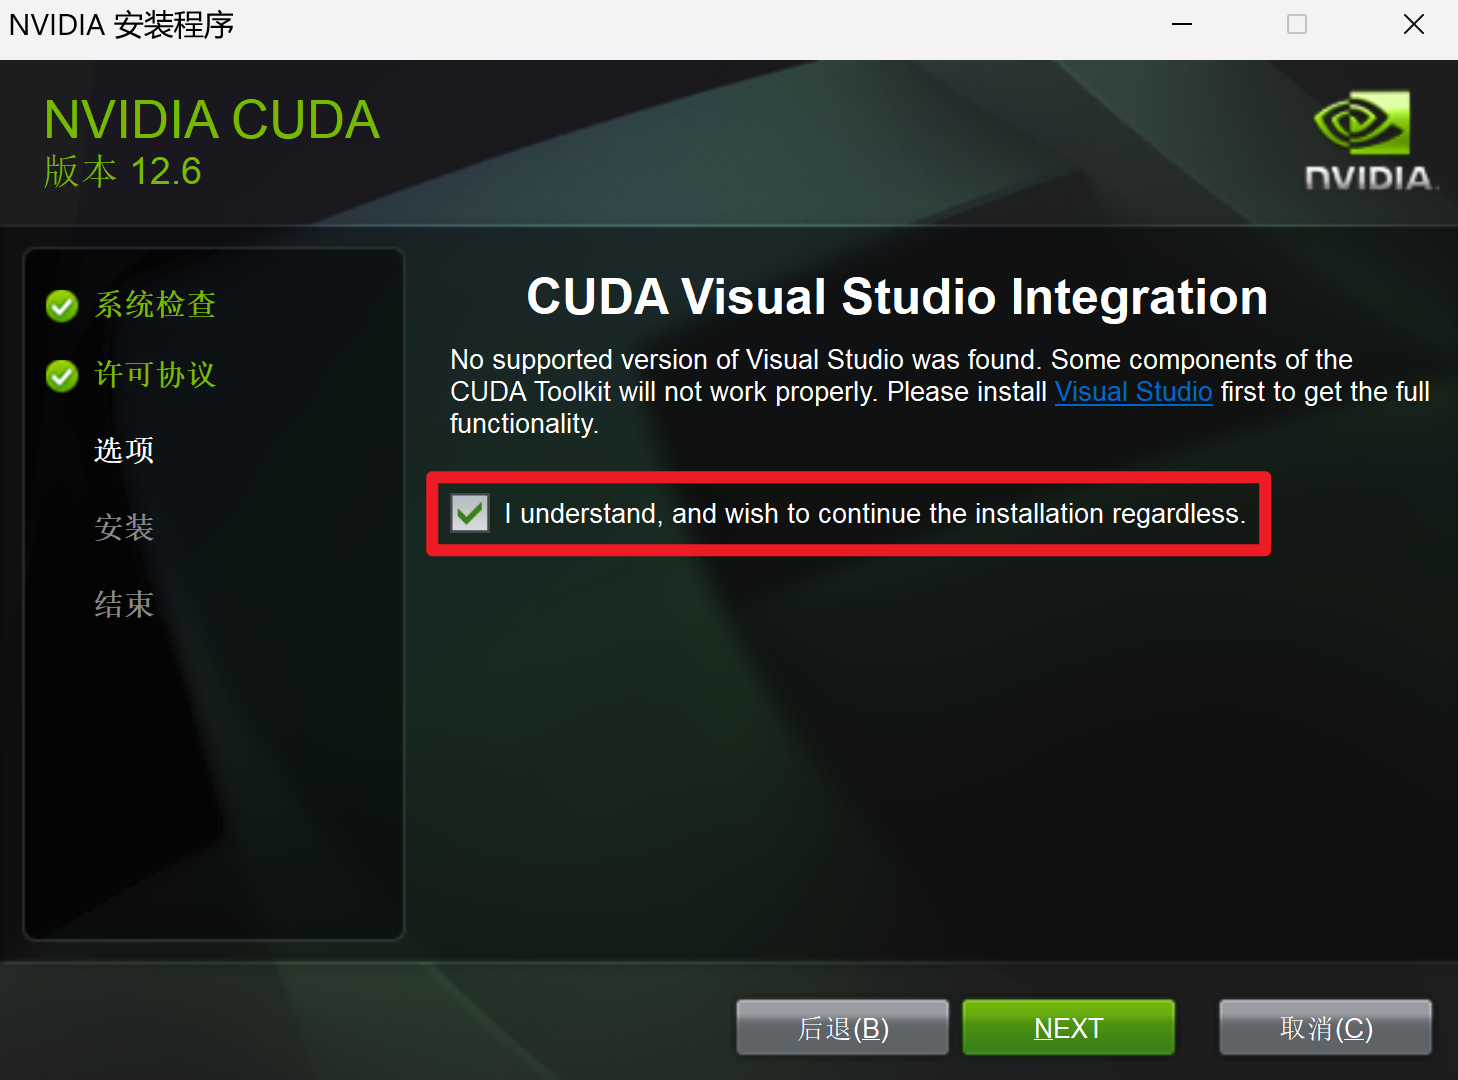 NVIDIA 安装程序
NVIDIA CUDA
版本 12.6
NVIDIA.
系统检查
许可协议
选项
安装
结束
CUDA Visual Studio Integration
No supported version of Visual Studio was found. Some components of the
CUDA Toolkit will not work properly. Please install Visual Studio first to get the full
functionality.
I understand, and wish to continue the installation regardless.
后退(B)
NEXT
取消(C)